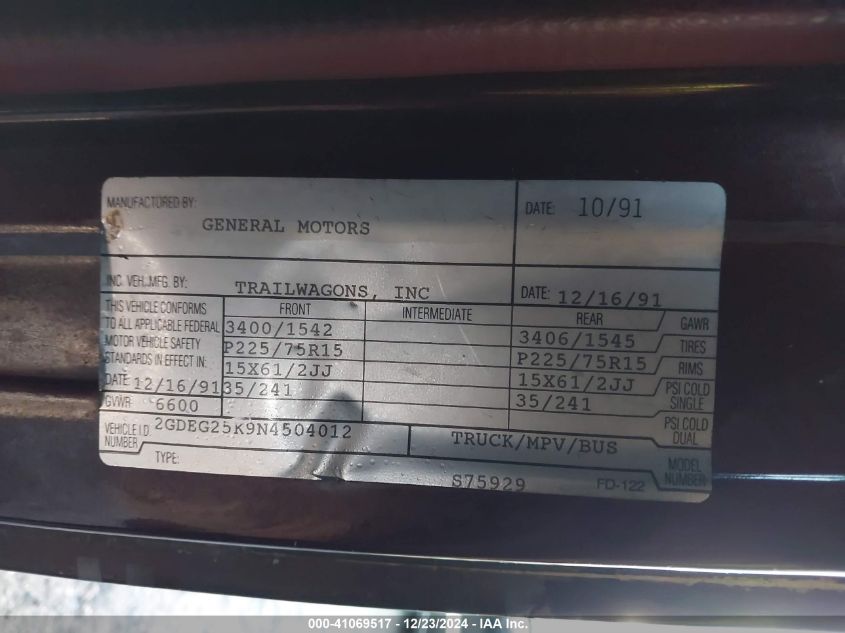 MANUFACTURED BY: DATE: 10/91
GENERAL MOTORS
INC. VEH. MFG. BY: TRAILWAGONS, INC DATE: 12/16/91
THIS VEHICLE CONFORMS FRONT INTERMEDIATE REAR GAWR
TO ALL APPLICABLE FEDERAL 3400/1542 3406/1545 TIRES
MOTOR VEHICLE SAFETY P225/75R15 P225/75R15 RIMS
STANDARDS IN EFFECT IN: 15X61/2JJ 15X61/2JJ PSI COLD SINGLE
DATE: 12/16/91 35/241 35/241 PSI COLD DUAL
GVWR: 6600
VEHICLE I.D. NUMBER 2GDEG25K9N4504012 TRUCK/MPV/BUS
TYPE: S75929 FD-122 MODEL NUMBER
000-41069517 - 12/23/2024 - IAA Inc.